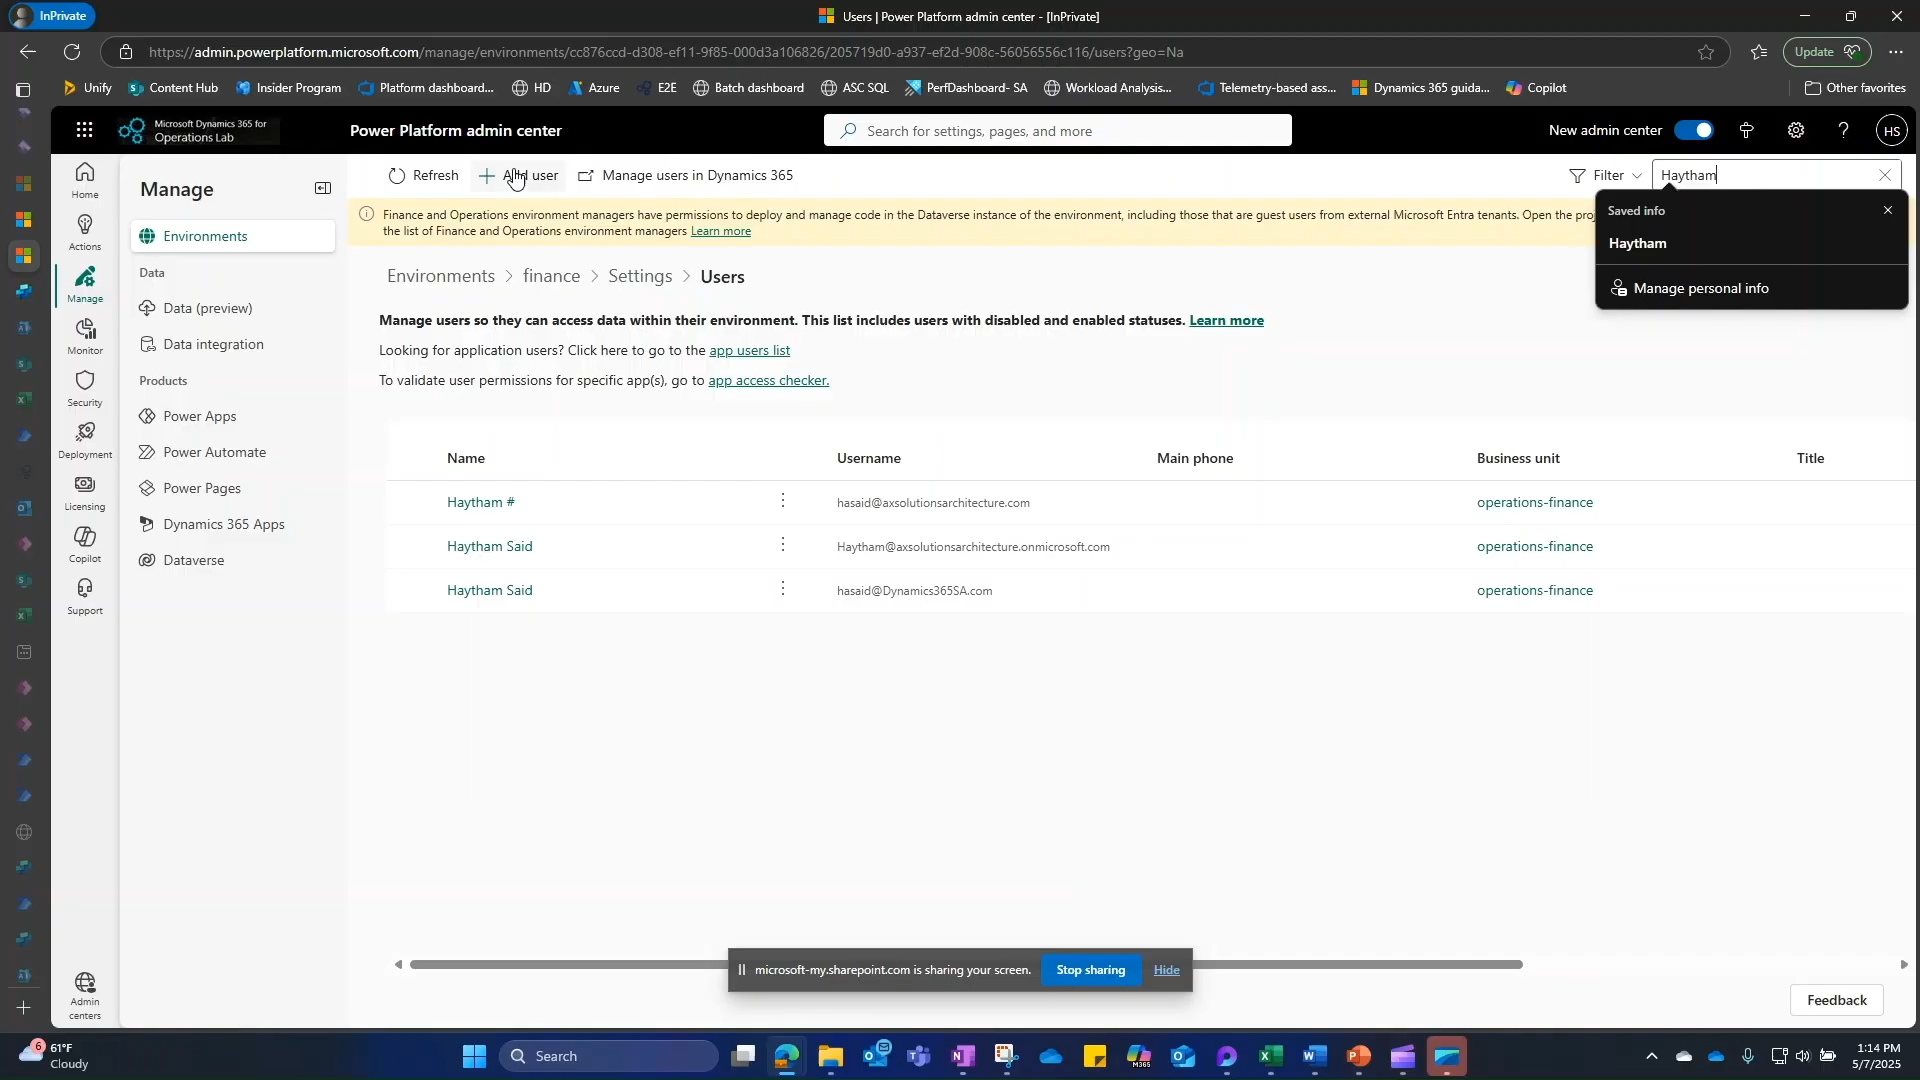 InPrivate
Users | Power Platform admin center - [InPrivate]
https://admin.powerplatform.microsoft.com/manage/environments/cc876ccd-d308-ef11-9f85-000d3a106826/205719d0-a937-ef2d-908c-56056556c116/users?geo=Na
Update
Unify Content Hub Insider Program Platform dashboard... HD Azure E2E Batch dashboard ASC SQL PerfDashboard- SA Workload Analysis... Telemetry-based ass... Dynamics 365 guida... Copilot Other favorites
Microsoft Dynamics 365 for
Operations Lab
Power Platform admin center
Search for settings, pages, and more
New admin center
HS
Home
Actions
Manage
Monitor
Security
Deployment
Licensing
Copilot
Support
Admin
centers
Manage
Environments
Data
Data (preview)
Data integration
Products
Power Apps
Power Automate
Power Pages
Dynamics 365 Apps
Dataverse
Refresh Add user Manage users in Dynamics 365
Filter
Haytham
Saved info
Haytham
Manage personal info
Finance and Operations environment managers have permissions to deploy and manage code in the Dataverse instance of the environment, including those that are guest users from external Microsoft Entra tenants. Open the proj
the list of Finance and Operations environment managers Learn more
Environments > finance > Settings > Users
Manage users so they can access data within their environment. This list includes users with disabled and enabled statuses. Learn more
Looking for application users? Click here to go to the app users list
To validate user permissions for specific app(s), go to app access checker.
Name Username Main phone Business unit Title
Haytham # hasaid@axsolutionsarchitecture.com operations-finance
Haytham Said Haytham@axsolutionsarchitecture.onmicrosoft.com operations-finance
Haytham Said hasaid@Dynamics365SA.com operations-finance
microsoft-my.sharepoint.com is sharing your screen.
Stop sharing
Hide
Feedback
6
61°F
Cloudy
Search
M365
1:14 PM
5/7/2025